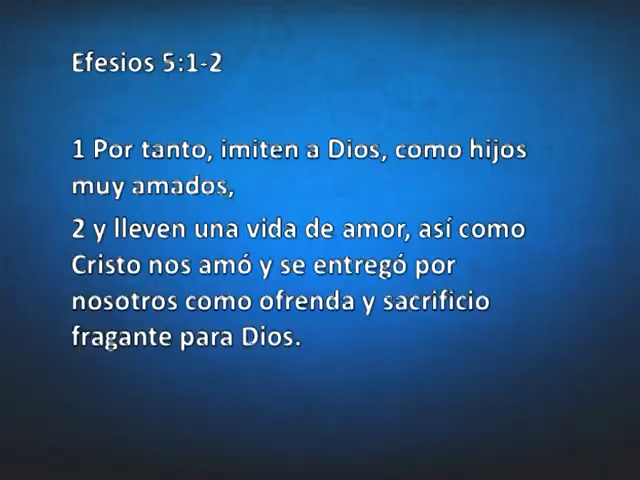 Efesios 5:1-2
1 Por tanto, imiten a Dios, como hijos
muy amados,
2 y lleven una vida de amor, así como
Cristo nos amó y se entregó por
nosotros como ofrenda y sacrificio
fragante para Dios.